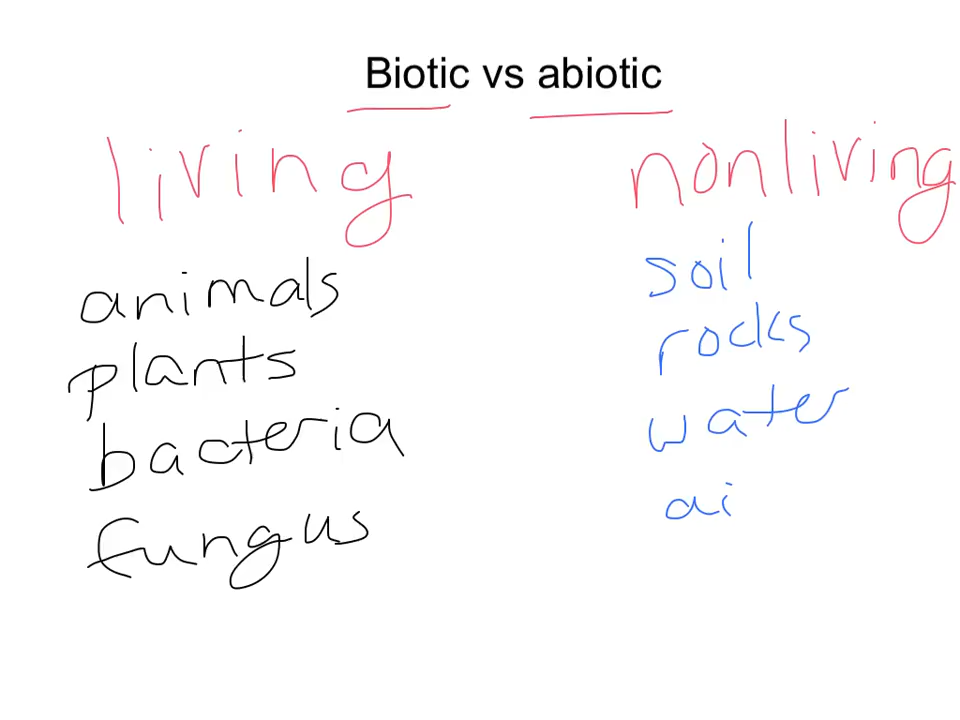 Biotic vs abiotic
living
nonliving
animals
plants
bacteria
fungus
soil
rocks
water
ai